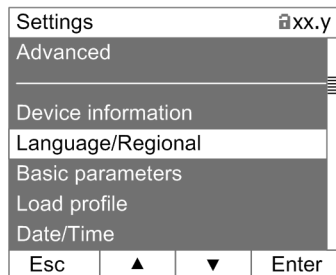 Settings xx.y
Advanced
Device information
Language/Regional
Basic parameters
Load profile
Date/Time
Esc ▲ ▼ Enter